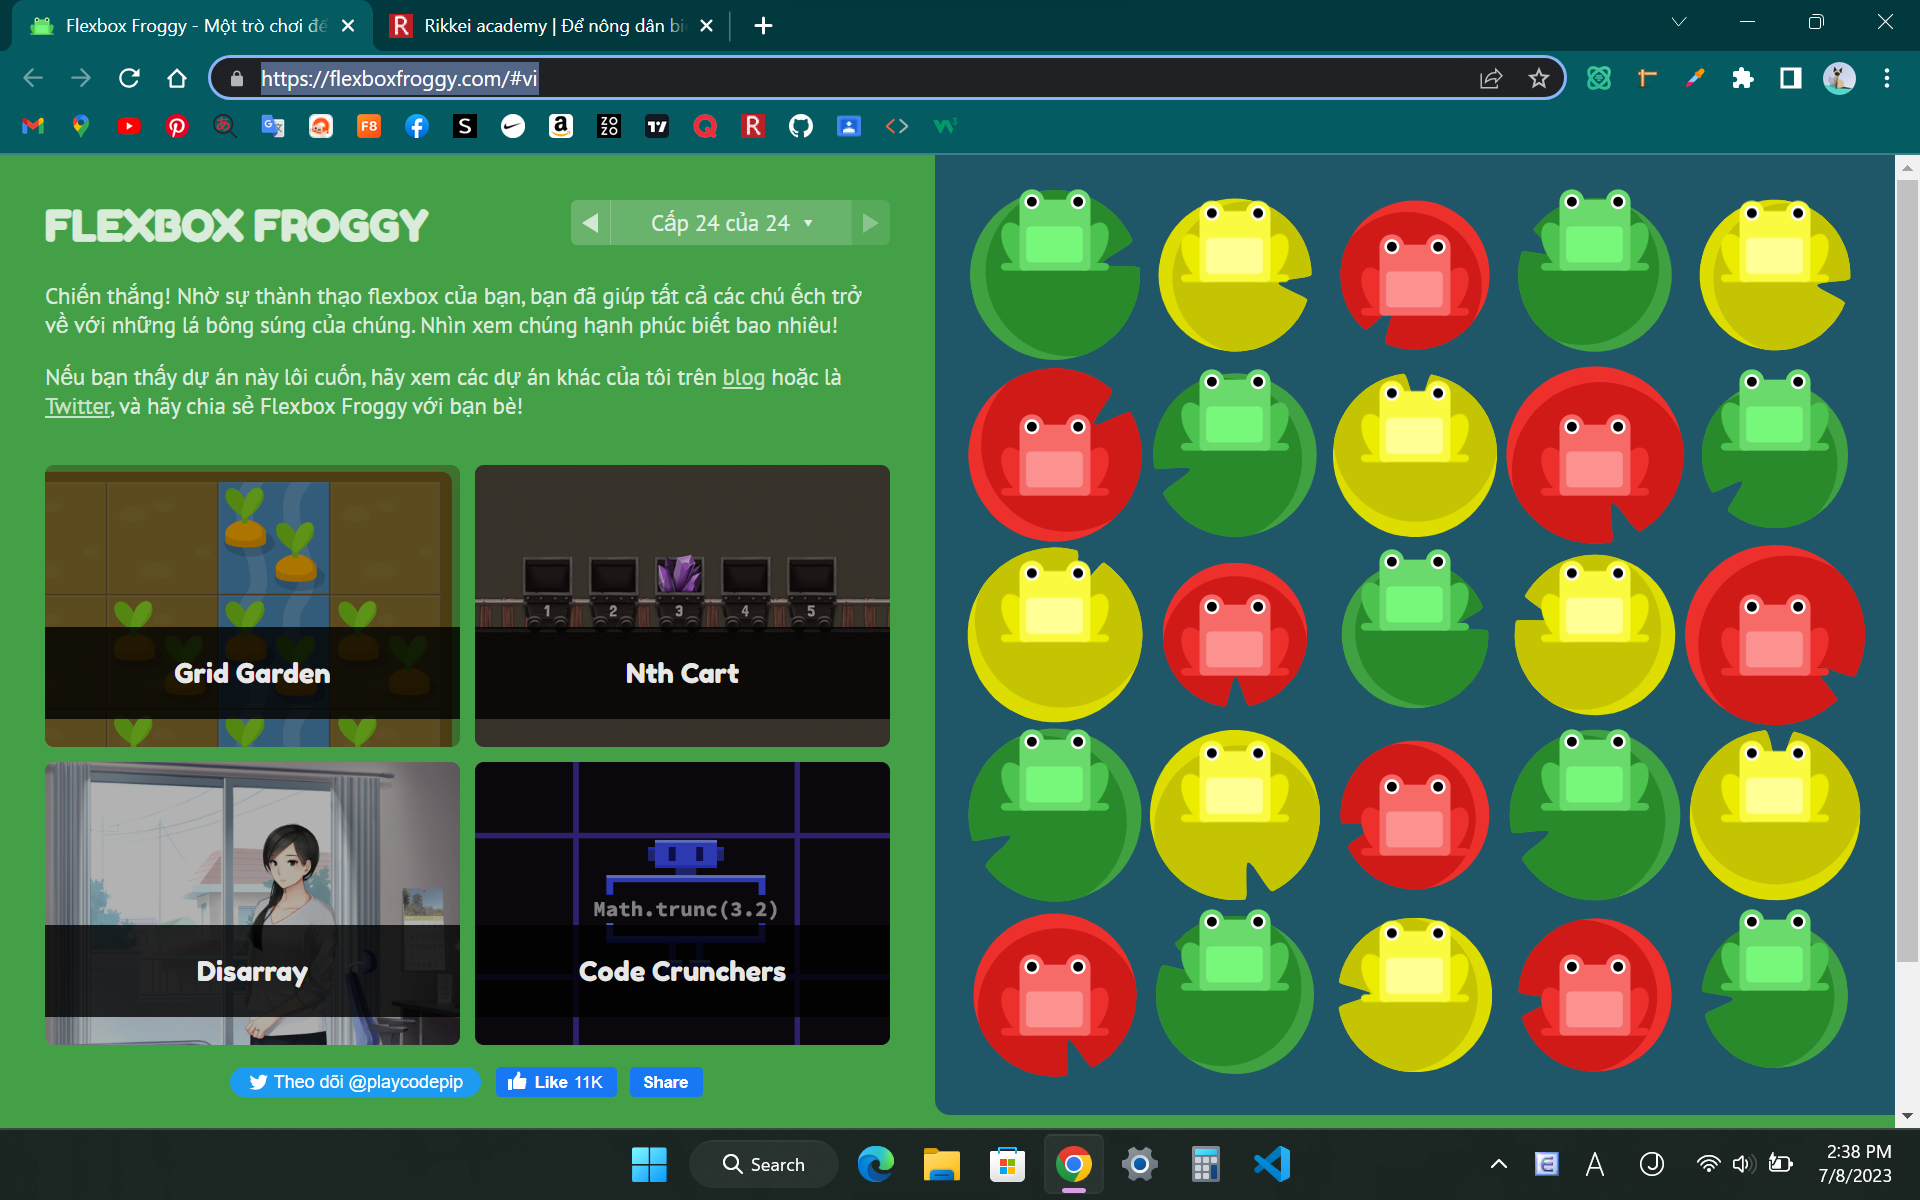 Flexbox Froggy - Một trò chơi để
Rikkei academy | Để nông dân biế
https://flexboxfroggy.com/#vi
FLEXBOX FROGGY
Cấp 24 của 24
Chiến thắng! Nhờ sự thành thạo flexbox của bạn, bạn đã giúp tất cả các chú ếch trở
về với những lá bông súng của chúng. Nhìn xem chúng hạnh phúc biết bao nhiêu!
Nếu bạn thấy dự án này lôi cuốn, hãy xem các dự án khác của tôi trên blog hoặc là
Twitter, và hãy chia sẻ Flexbox Froggy với bạn bè!
1 2 3 4 5
Grid Garden
Nth Cart
Math.trunc(3.2)
Disarray
Code Crunchers
Theo dõi @playcodepip
Like 11K
Share
Search
2:38 PM
7/8/2023